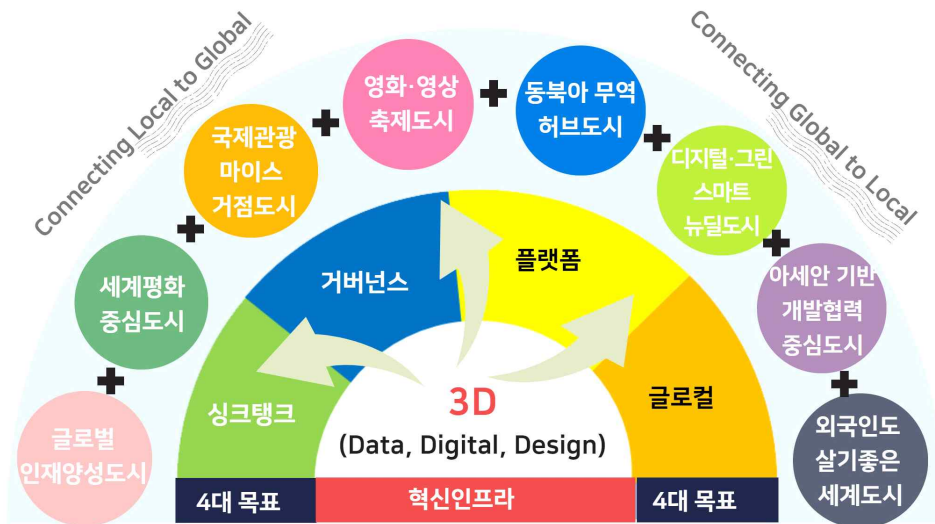 Connecting Local to Global
Connecting Global to Local
영화·영상
축제도시
동북아 무역
허브도시
국제관광
마이스
거점도시
디지털·그린
스마트
뉴딜도시
세계평화
중심도시
아세안 기반
개발협력
중심도시
글로벌
인재양성도시
외국인도
살기좋은
세계도시
거버넌스
플랫폼
싱크탱크
글로컬
3D
(Data, Digital, Design)
4대 목표
혁신인프라
4대 목표